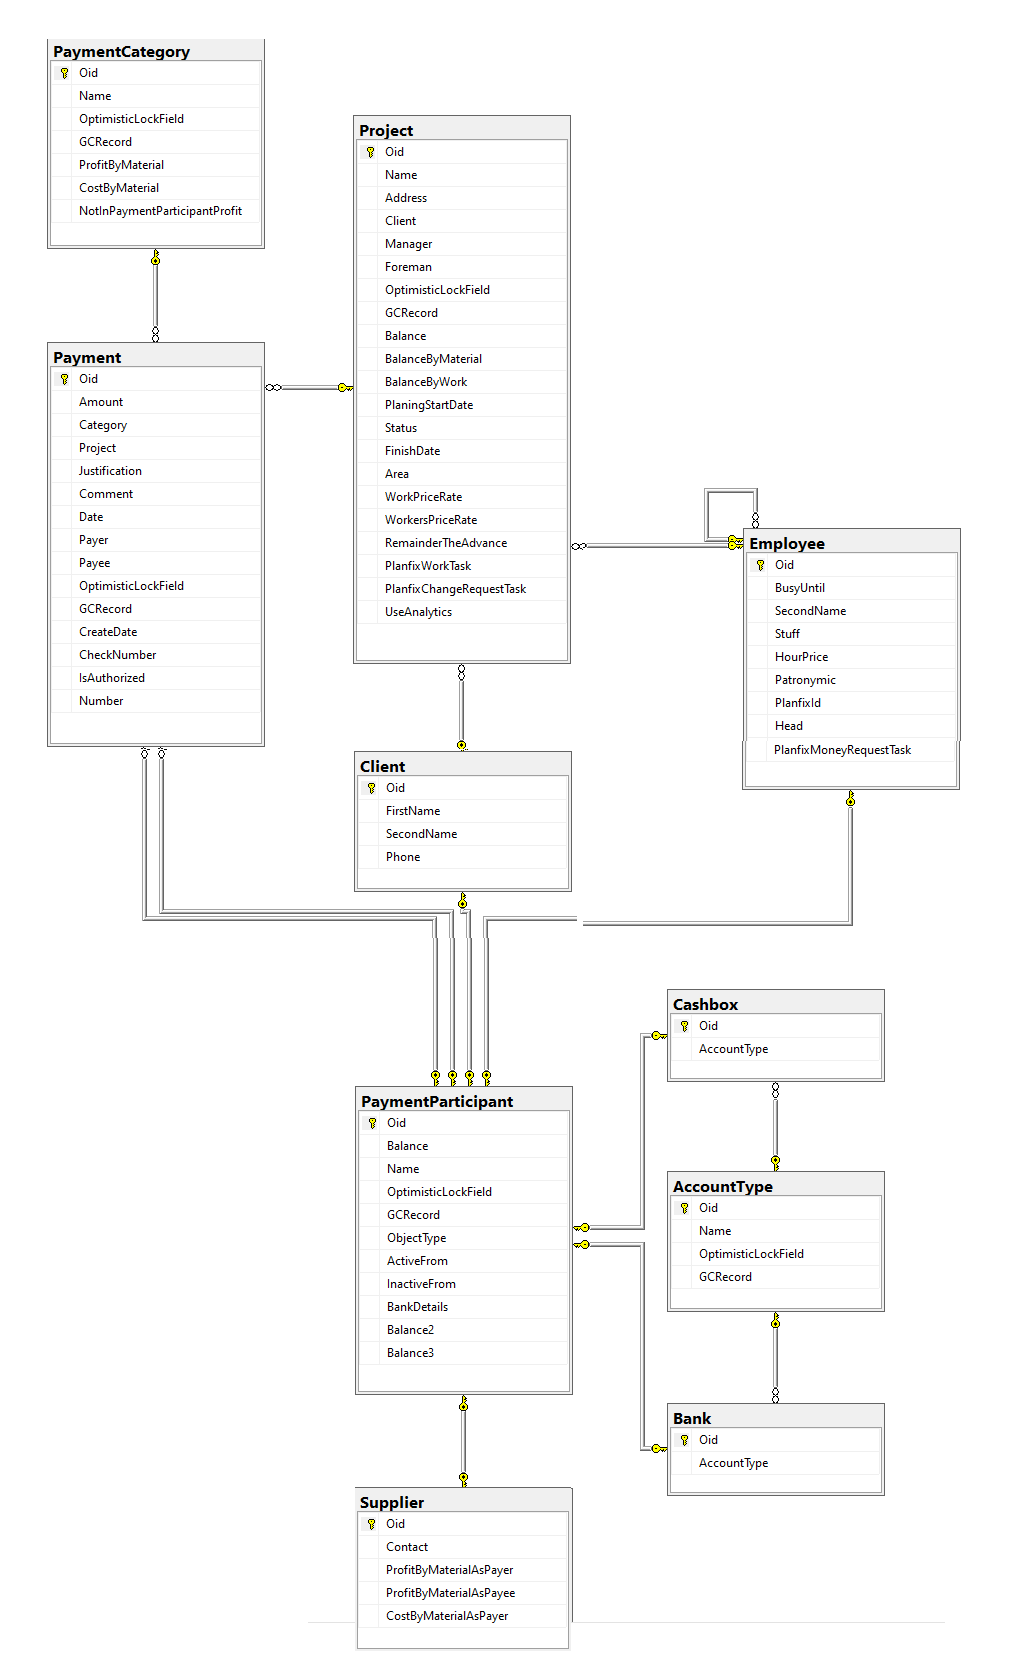 PaymentCategory
Oid
Name
OptimisticLockField
GCRecord
ProfitByMaterial
CostByMaterial
NotInPaymentParticipantProfit
Project
Oid
Name
Address
Client
Manager
Foreman
OptimisticLockField
GCRecord
Balance
BalanceByMaterial
BalanceByWork
PlaningStartDate
Status
FinishDate
Area
WorkPriceRate
WorkersPriceRate
RemainderTheAdvance
PlanfixWorkTask
PlanfixChangeRequestTask
UseAnalytics
Payment
Oid
Amount
Category
Project
Justification
Comment
Date
Payer
Payee
OptimisticLockField
GCRecord
CreateDate
CheckNumber
IsAuthorized
Number
Employee
Oid
BusyUntil
SecondName
Stuff
HourPrice
Patronymic
PlanfixId
Head
PlanfixMoneyRequestTask
Client
Oid
FirstName
SecondName
Phone
Cashbox
Oid
AccountType
PaymentParticipant
Oid
Balance
Name
OptimisticLockField
GCRecord
ObjectType
ActiveFrom
InactiveFrom
BankDetails
Balance2
Balance3
AccountType
Oid
Name
OptimisticLockField
GCRecord
Bank
Oid
AccountType
Supplier
Oid
Contact
ProfitByMaterialAsPayer
ProfitByMaterialAsPayee
CostByMaterialAsPayer